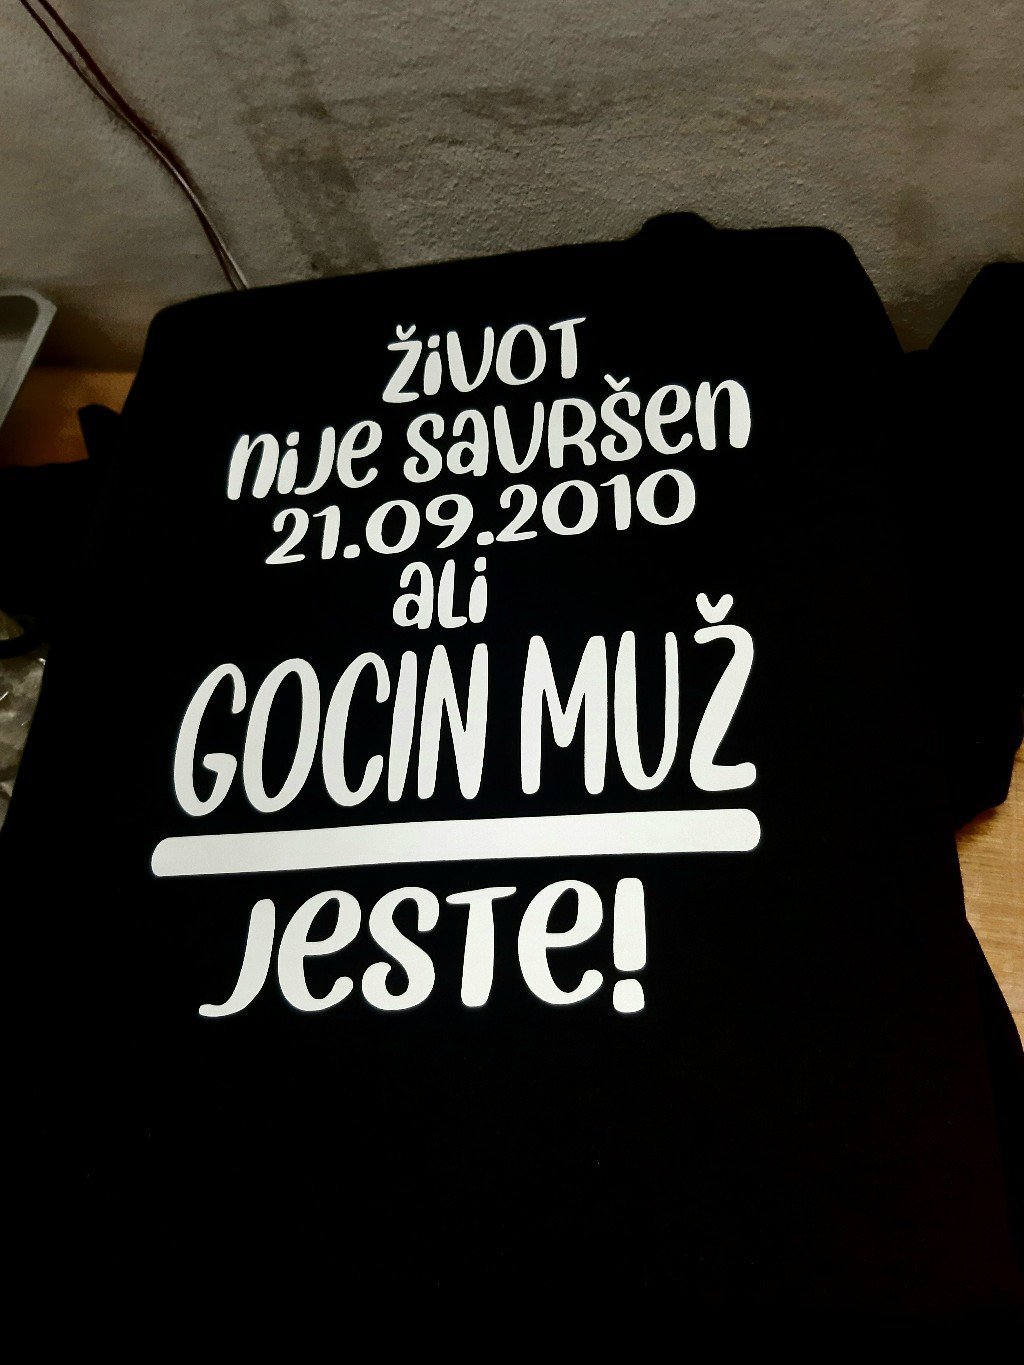 ŽiVOT
niJe SaVRŠen
21.09.2010
aLi
GOCIN MUŽ
JeSTe!